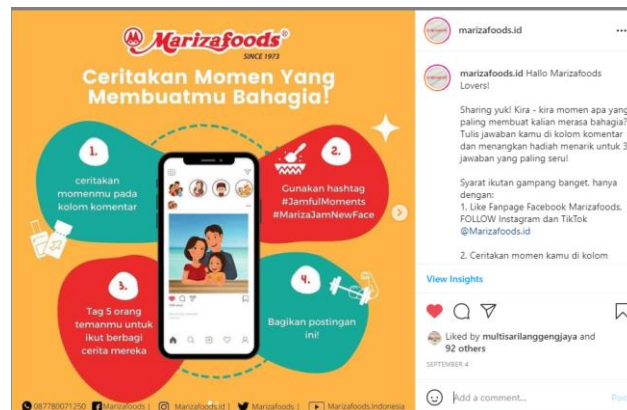 Marizafoods®
SINCE 1973
Ceritakan Momen Yang
Membuatmu Bahagia!
1.
ceritakan
momenmu pada
kolom komentar
2.
Gunakan hashtag
#JamfulMoments
#MarizaJamNewFace
3.
Tag 5 orang
temanmu untuk
ikut berbagi
cerita mereka
4.
Bagikan postingan
ini!
087780071250 Marizafoods | Marizafoods.id | Marizafoods | Marizafoods.Indonesia
marizafoods.id
marizafoods.id Hallo Marizafoods
Lovers!
Sharing yuk! Kira - kira momen apa yang
paling membuat kalian merasa bahagia?
Tulis jawaban kamu di kolom komentar
dan menangkan hadiah menarik untuk 3
jawaban yang paling seru!
Syarat ikutan gampang banget, hanya
dengan:
1. Like Fanpage Facebook Marizafoods,
FOLLOW Instagram dan TikTok
@Marizafoods.id
2. Ceritakan momen kamu di kolom
View Insights
Liked by multisarilanggengjaya and
92 others
SEPTEMBER 4
Add a comment...
Post